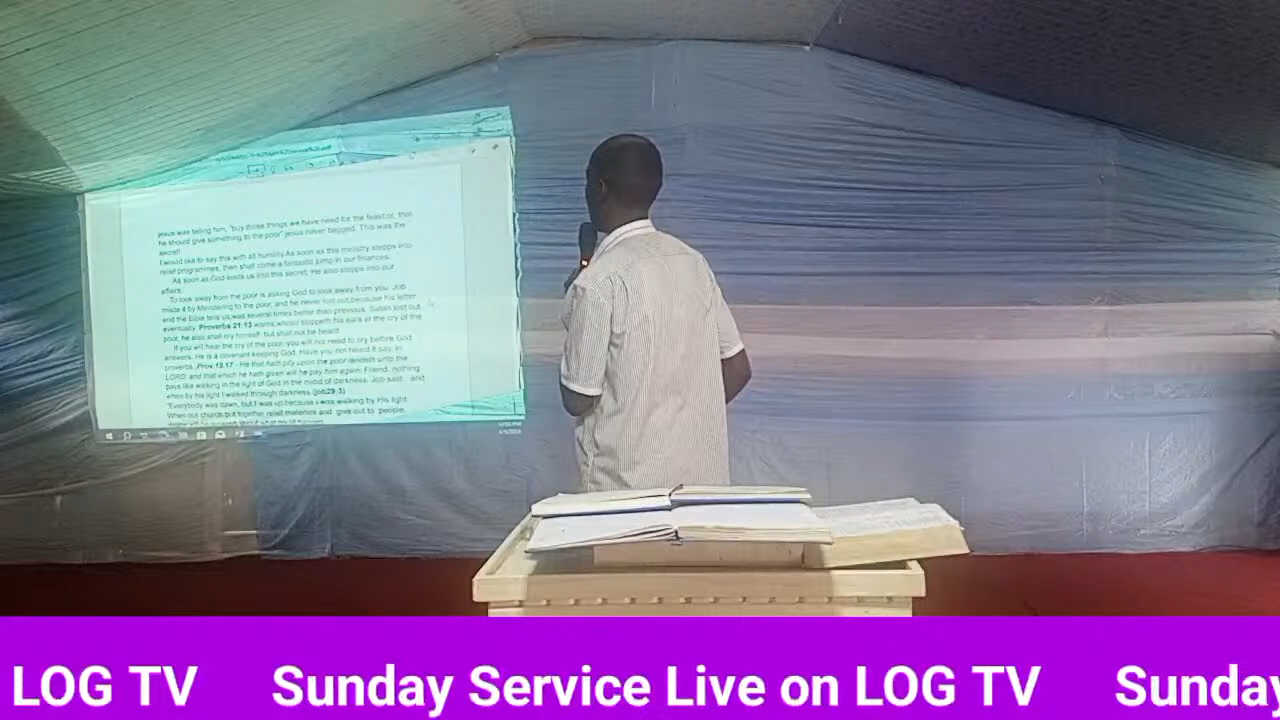 jesus was telling him, "buy those things we have need for the feast;or, that
he should give something to the poor" jesus never begged. This was the
secret!
I would like to say this with all humility.As soon as this ministry stepps into
relief programmes, then shall come a fantastic jump in our finances.
As soon as God leads us into this secret, He also stepps into our
affairs.
To look away from the poor is asking God to look away from you. Job
made it by Ministering to the poor, and he never lost out,because his latter
end the Bible tells us,was several times better than previous. Satan lost out
eventually. Proverbs 21:13 warns,whoso stoppeth his ears at the cry of the
poor, he also shall cry himself, but shall not be heard
If you will hear the cry of the poor, you will not need to cry before God
answers. He is a covenant keeping God. Have you not heard it say, in
proverbs ,Prov 19.17 - He that hath pity upon the poor lendeth unto the
LORD; and that which he hath given will he pay him again. Friend, nothing
pays like walking in the light of God in the midst of darkness. Job said, and
when by his light I walked through darkness.(job29-3)
"Everybody was down, but I was up,because i was walking by His light.
When our church put together relief materials and give out to people,
LOG TV Sunday Service Live on LOG TV Sunday